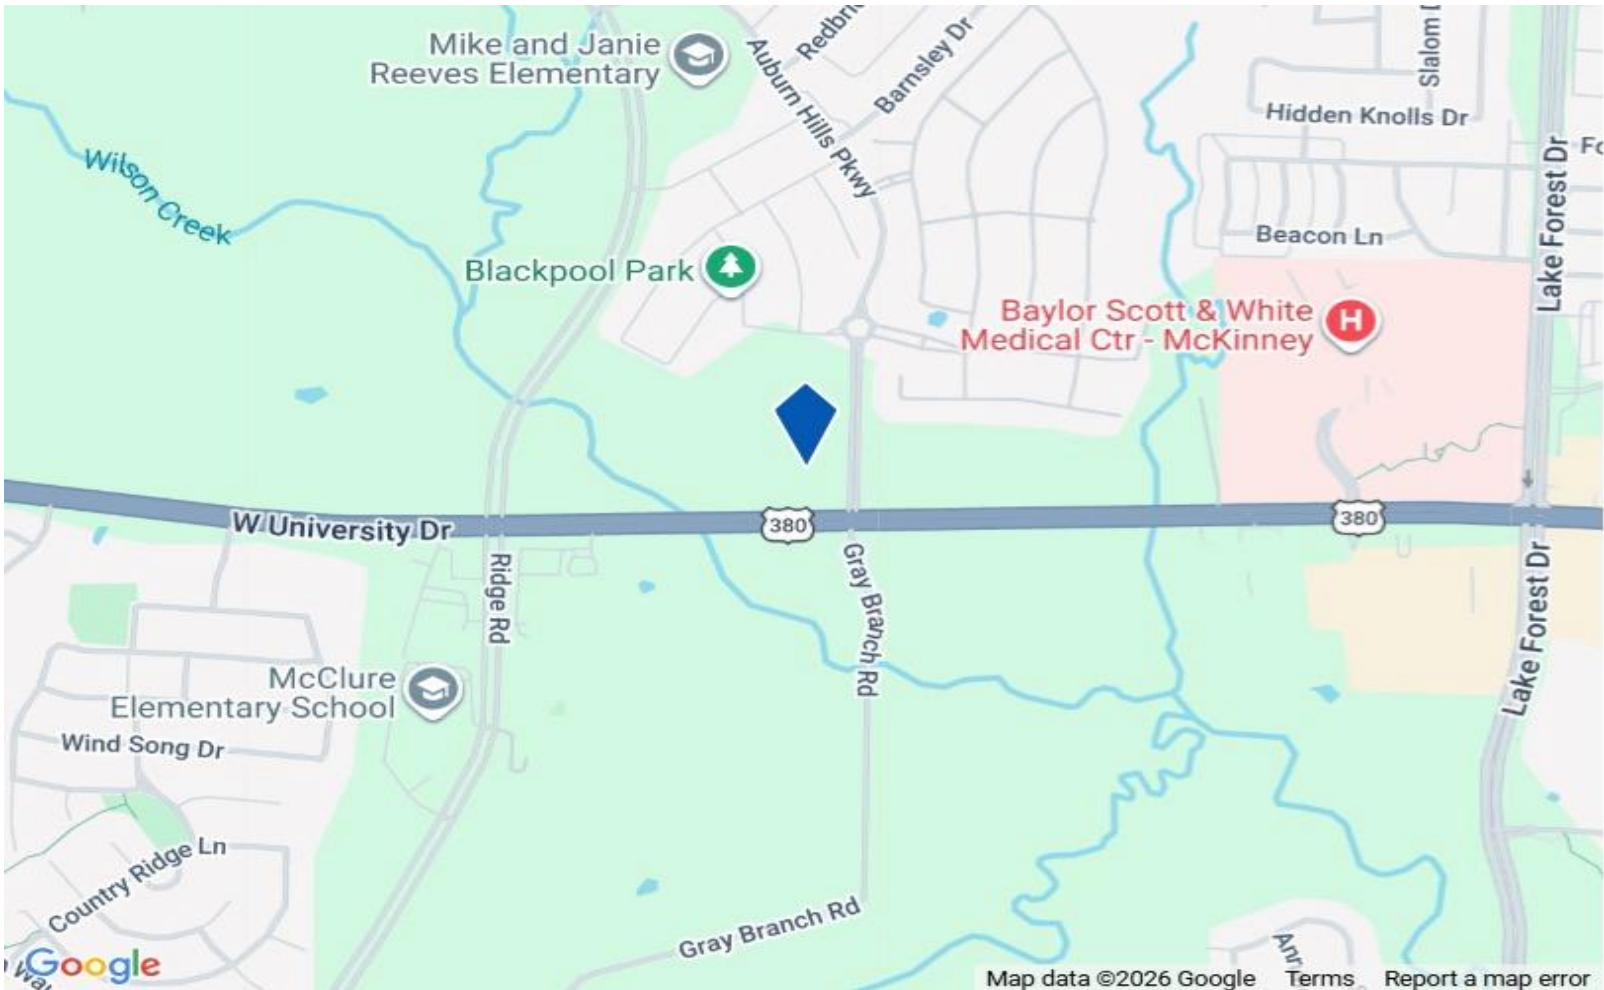 Mike and Janie
Reeves Elementary
Auburn Hills Pkwy
Barnsley Dr
Hidden Knolls Dr
Lake Forest Dr
Wilson Creek
Beacon Ln
Blackpool Park
Baylor Scott & White
Medical Ctr - McKinney
H
W University Dr
380
380
Ridge Rd
Gray Branch Rd
Lake Forest Dr
McClure
Elementary School
Wind Song Dr
Country Ridge Ln
Gray Branch Rd
Google
Map data ©2026 Google
Terms
Report a map error